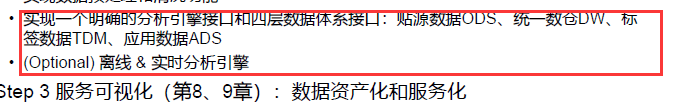 • 实现一个明确的分析引擎接口和四层数据体系接口：贴源数据ODS、统一数仓DW、标
签数据TDM、应用数据ADS
• (Optional) 离线 & 实时分析引擎
Step 3 服务可视化（第8、9章）：数据资产化和服务化